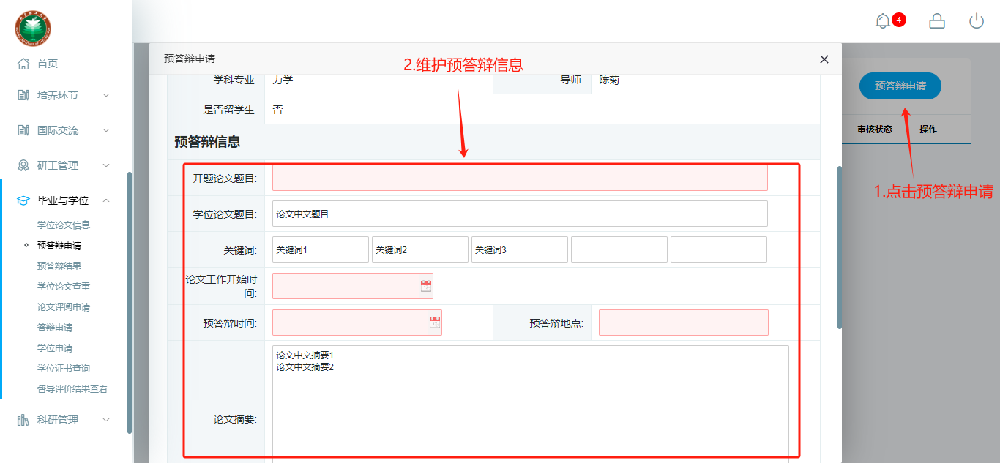 4
首页
培养环节
国际交流
研工管理
毕业与学位
学位论文信息
预答辩申请
预答辩结果
学位论文查重
论文评阅申请
答辩申请
学位申请
学位证书查询
督导评价结果查看
科研管理
预答辩申请
2.维护预答辩信息
学科专业: 力学 导师: 陈菊
是否留学生: 否
预答辩信息
开题论文题目:
学位论文题目: 论文中文题目
关键词: 关键词1 关键词2 关键词3
论文工作开始时
间:
预答辩时间: 预答辩地点:
论文中文摘要1
论文中文摘要2
论文摘要:
预答辩申请
审核状态 操作
1.点击预答辩申请